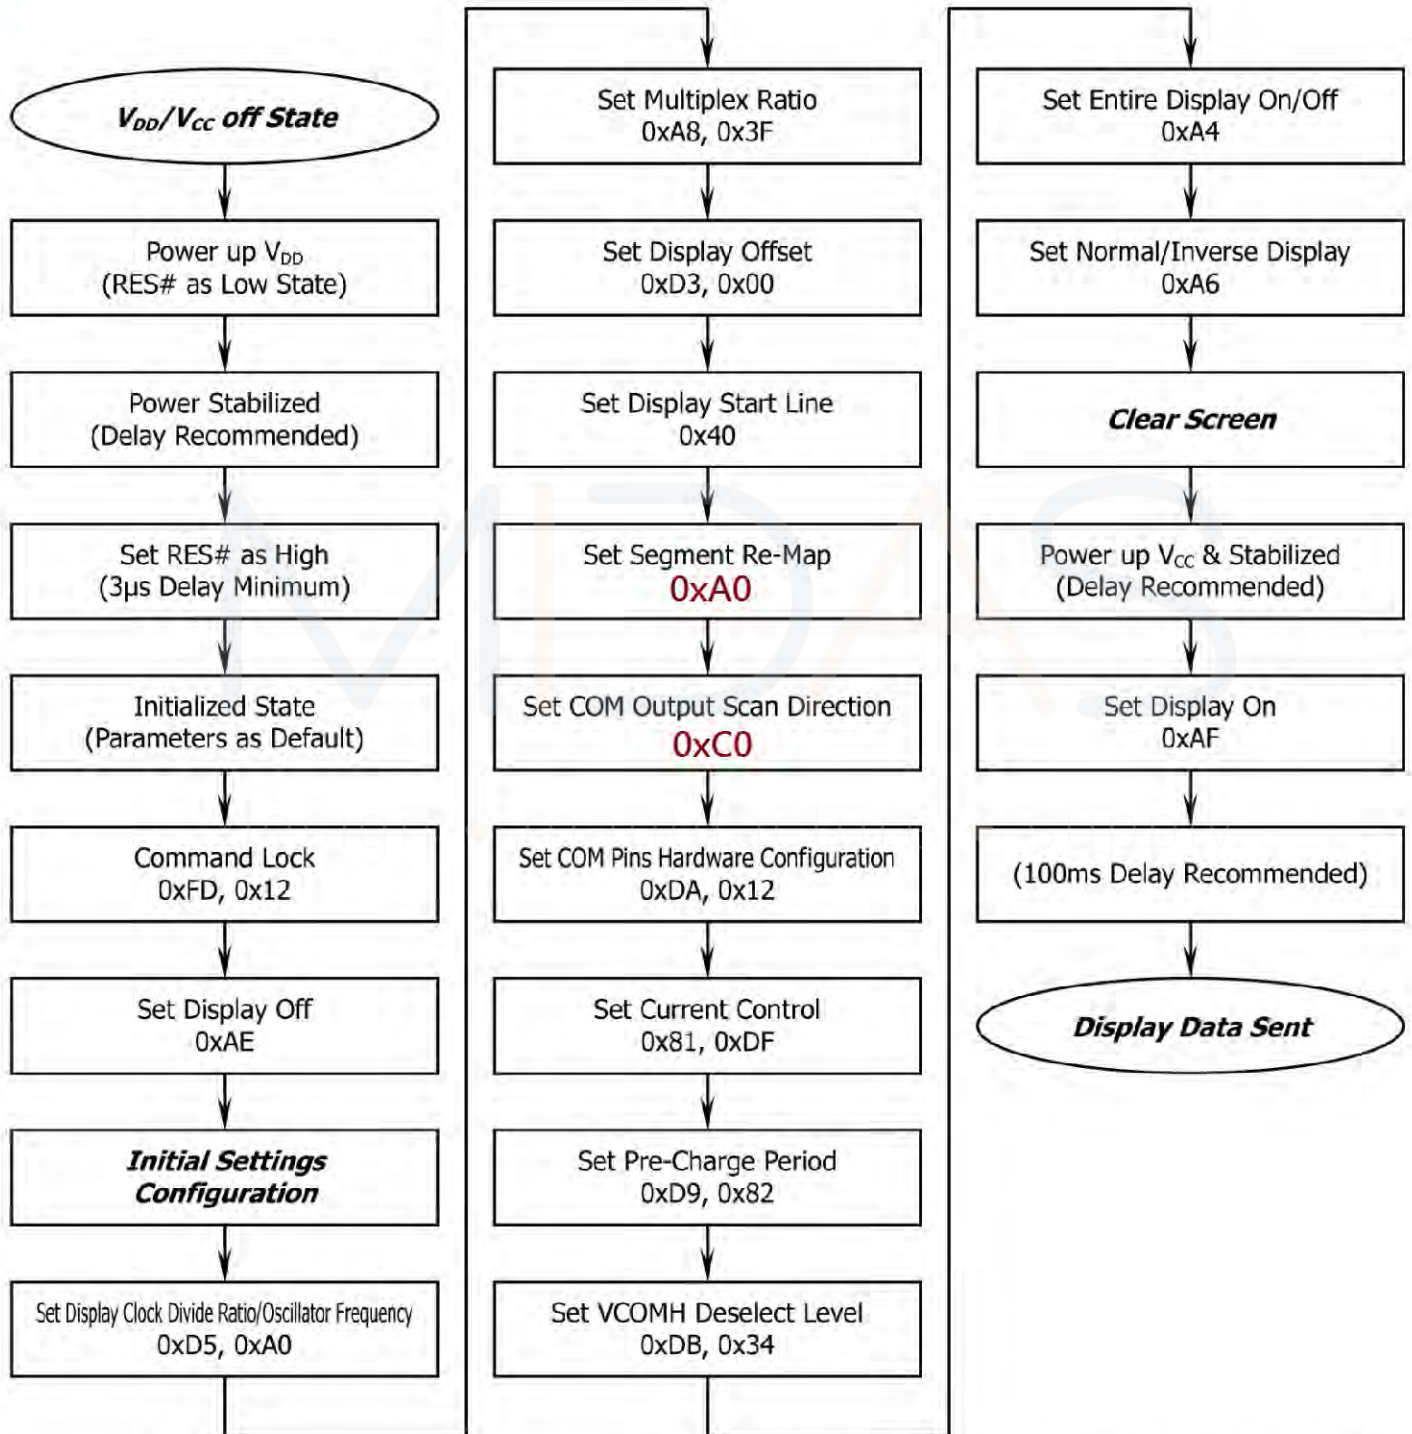 V_DD/V_CC off State
Power up V_DD
(RES# as Low State)
Power Stabilized
(Delay Recommended)
Set RES# as High
(3µs Delay Minimum)
Initialized State
(Parameters as Default)
Command Lock
0xFD, 0x12
Set Display Off
0xAE
Initial Settings
Configuration
Set Display Clock Divide Ratio/Oscillator Frequency
0xD5, 0xA0
Set Multiplex Ratio
0xA8, 0x3F
Set Display Offset
0xD3, 0x00
Set Display Start Line
0x40
Set Segment Re-Map
0xA0
Set COM Output Scan Direction
0xC0
Set COM Pins Hardware Configuration
0xDA, 0x12
Set Current Control
0x81, 0xDF
Set Pre-Charge Period
0xD9, 0x82
Set VCOMH Deselect Level
0xDB, 0x34
Set Entire Display On/Off
0xA4
Set Normal/Inverse Display
0xA6
Clear Screen
Power up V_CC & Stabilized
(Delay Recommended)
Set Display On
0xAF
(100ms Delay Recommended)
Display Data Sent
MIDAS